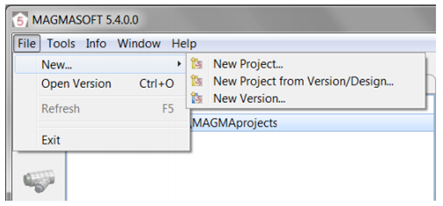 5 MAGMASOFT 5.4.0.0
File Tools Info Window Help
New...
Open Version Ctrl+O
Refresh F5
Exit
New Project...
New Project from Version/Design...
New Version...
\MAGMAprojects